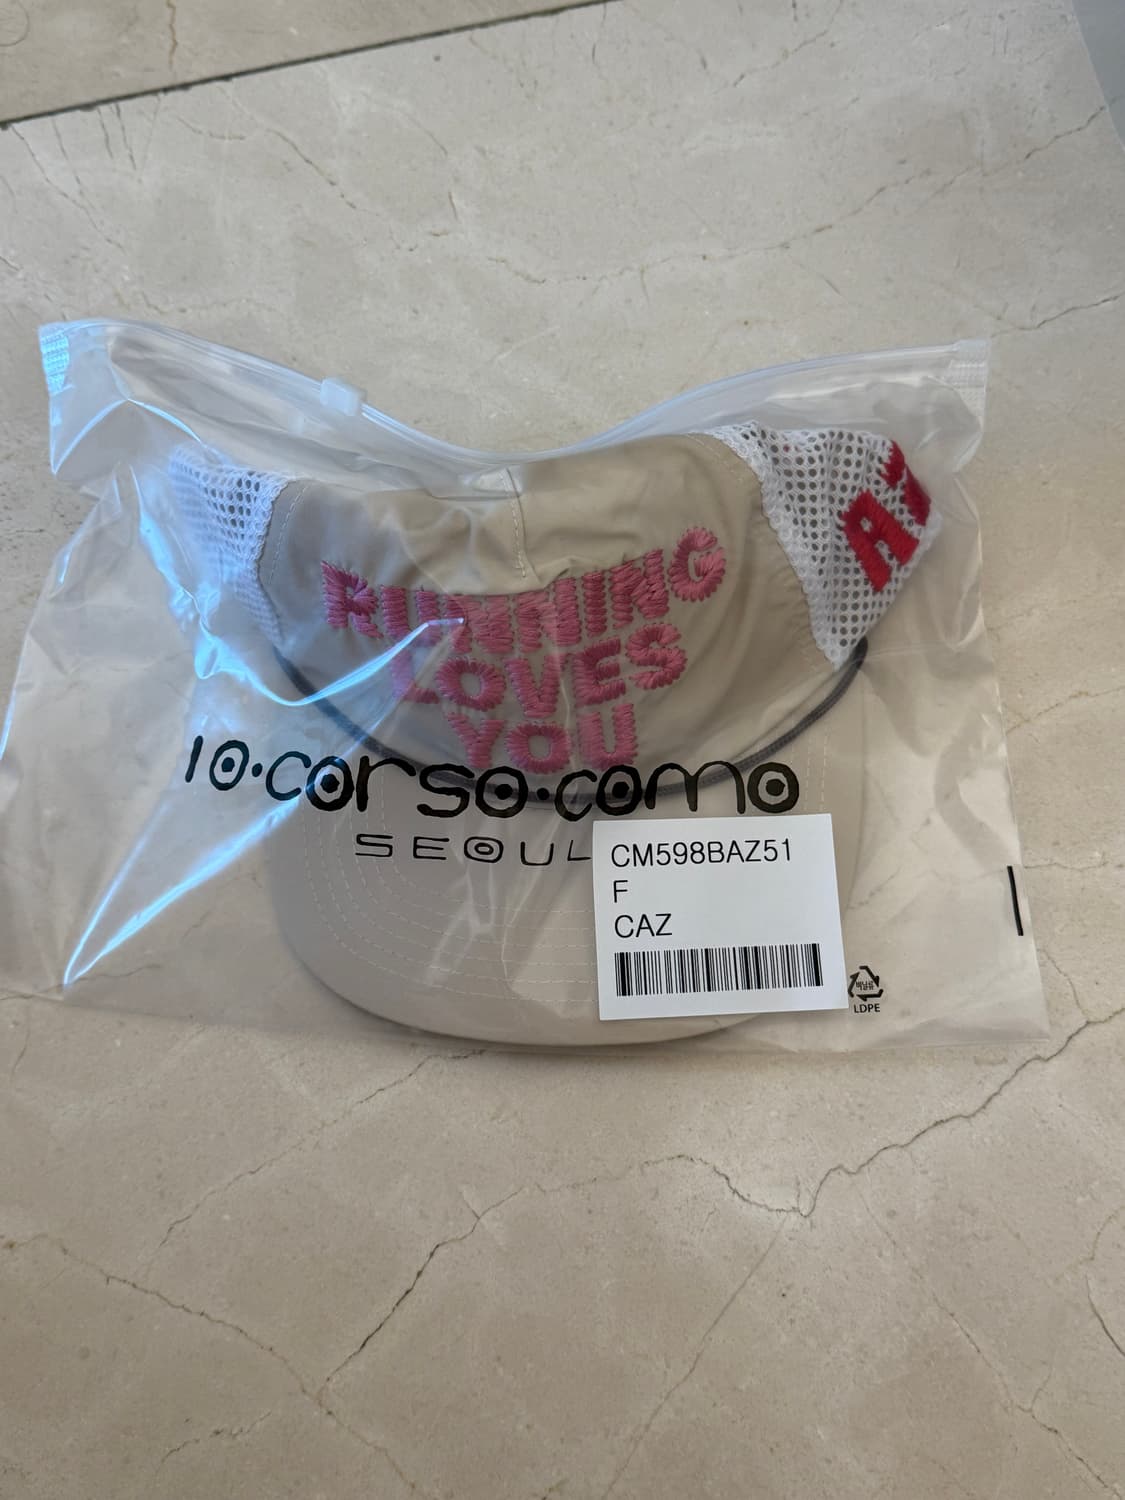 RUNNING
LOVES
YOU
10·corso·como
SEOUL
CM598BAZ51
F
CAZ
LDPE